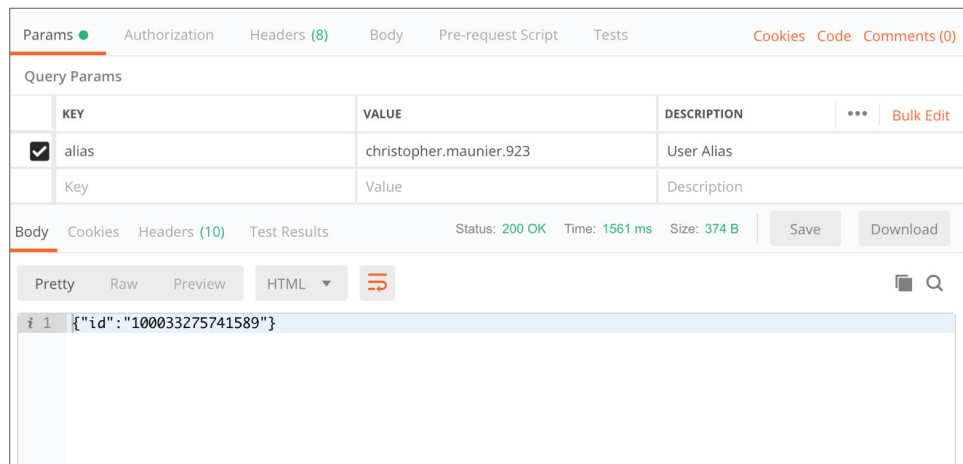 Params Authorization Headers (8) Body Pre-request Script Tests Cookies Code Comments (0)
Query Params
KEY VALUE DESCRIPTION ••• Bulk Edit
alias christopher.maunier.923 User Alias
Key Value Description
Body Cookies Headers (10) Test Results Status: 200 OK Time: 1561 ms Size: 374 B Save Download
Pretty Raw Preview HTML
i 1 {"id":"100033275741589"}